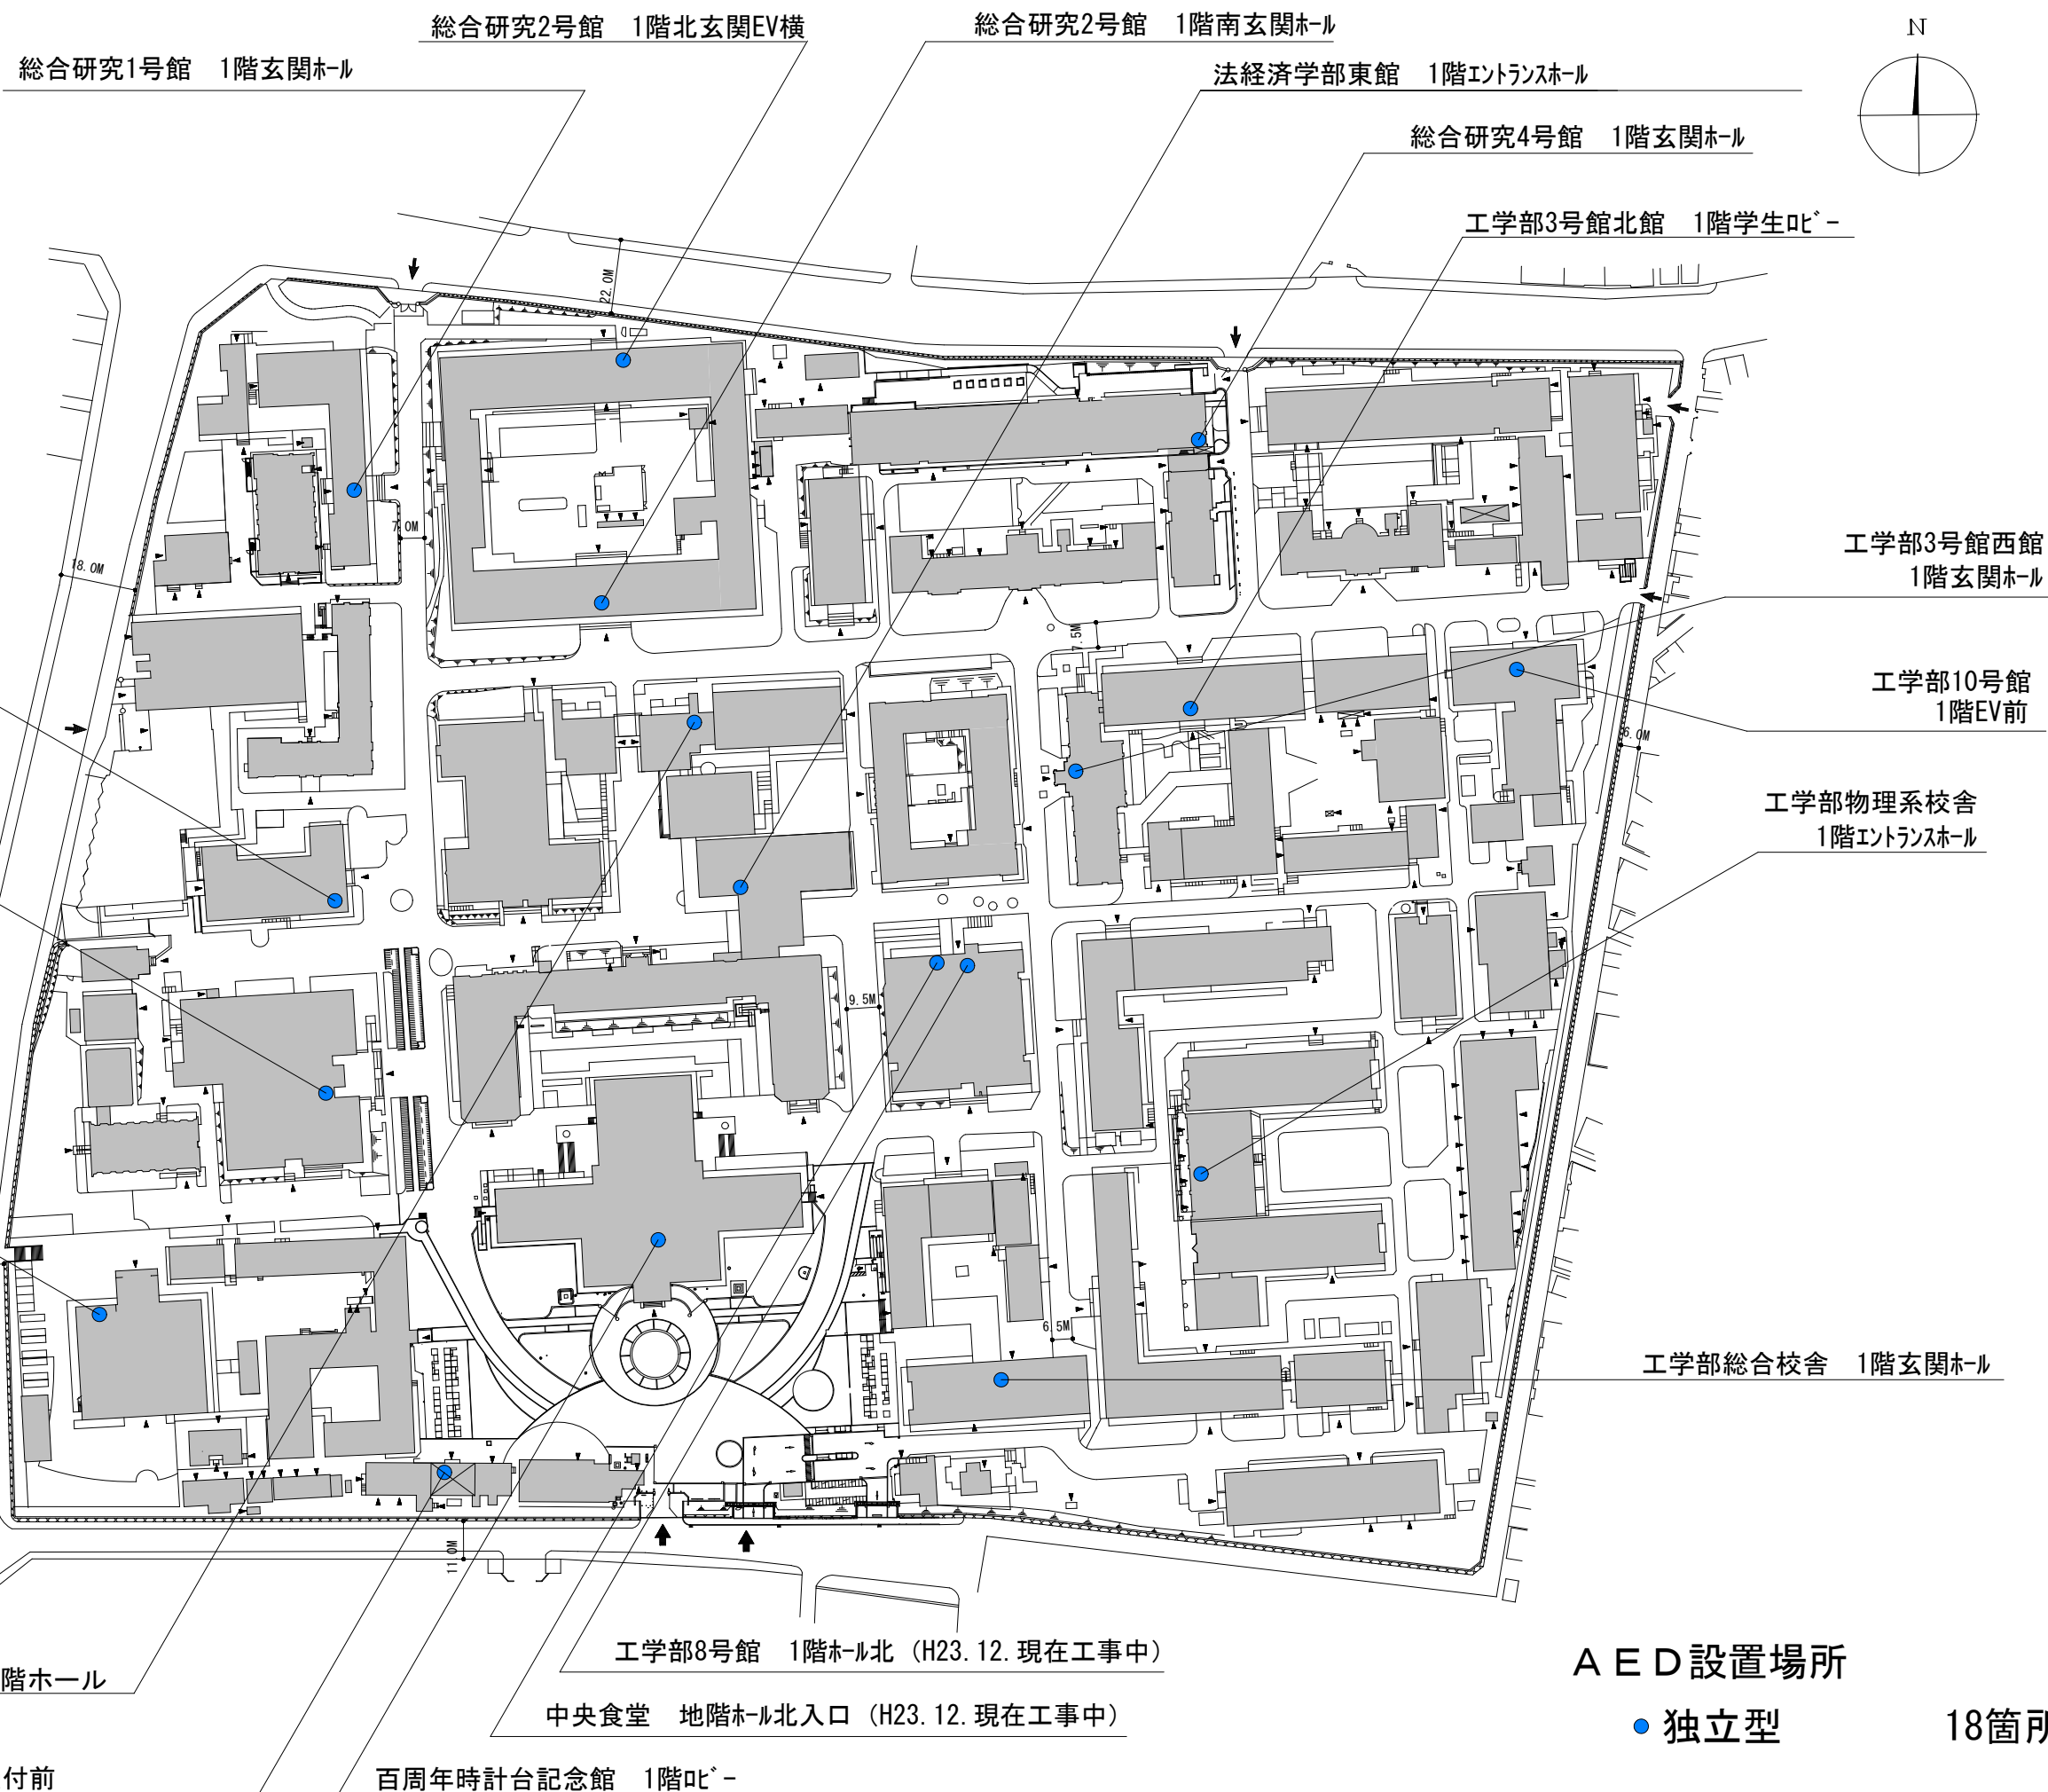 総合研究2号館　1階北玄関EV横
総合研究2号館　1階南玄関ホール
N
総合研究1号館　1階玄関ホール
法経済学部東館　1階エントランスホール
総合研究4号館　1階玄関ホール
工学部3号館北館　1階学生ロビー
22.0M
7.0M
18.0M
工学部3号館西館
1階玄関ホール
7.5M
工学部10号館
1階EV前
6.0M
工学部物理系校舎
1階エントランスホール
9.5M
6.5M
工学部総合校舎　1階玄関ホール
11.0M
工学部8号館　1階ホール北（H23.12.現在工事中）
階ホール
中央食堂　地階ホール北入口（H23.12.現在工事中）
AED設置場所
独立型　18箇所
付前
百周年時計台記念館　1階ロビー